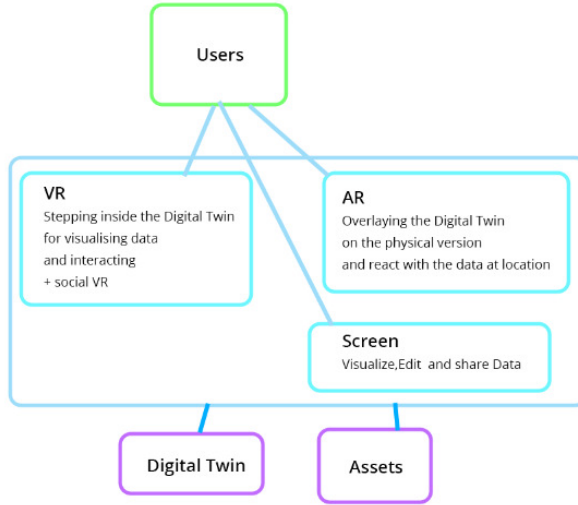 Users
VR
Stepping inside the Digital Twin
for visualising data
and interacting
+ social VR
AR
Overlaying the Digital Twin
on the physical version
and react with the data at location
Screen
Visualize,Edit and share Data
Digital Twin
Assets